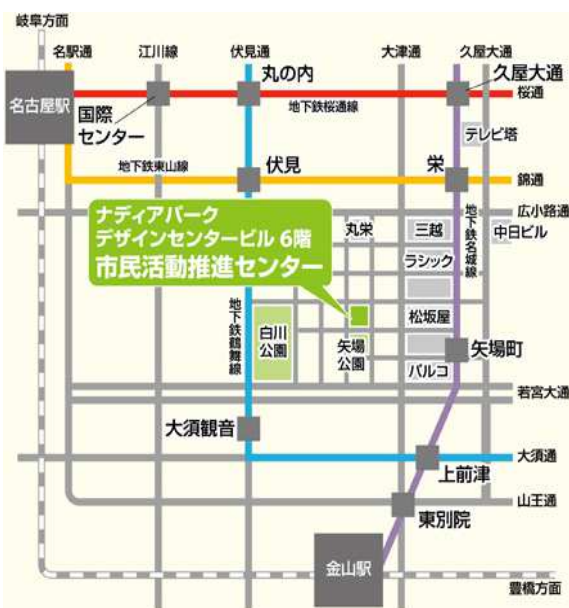 岐阜方面
名駅通
江川線
伏見通
大津通
久屋大通
名古屋駅
国際
センター
丸の内
久屋大通
桜通
地下鉄桜通線
テレビ塔
地下鉄東山線
伏見
栄
錦通
ナディアパーク
デザインセンタービル 6階
市民活動推進センター
丸栄
三越
地下鉄名城線
広小路通
中日ビル
ラシック
地下鉄鶴舞線
白川
公園
矢場
公園
松坂屋
パルコ
矢場町
若宮大通
大須観音
上前津
大須通
東別院
山王通
金山駅
豊橋方面